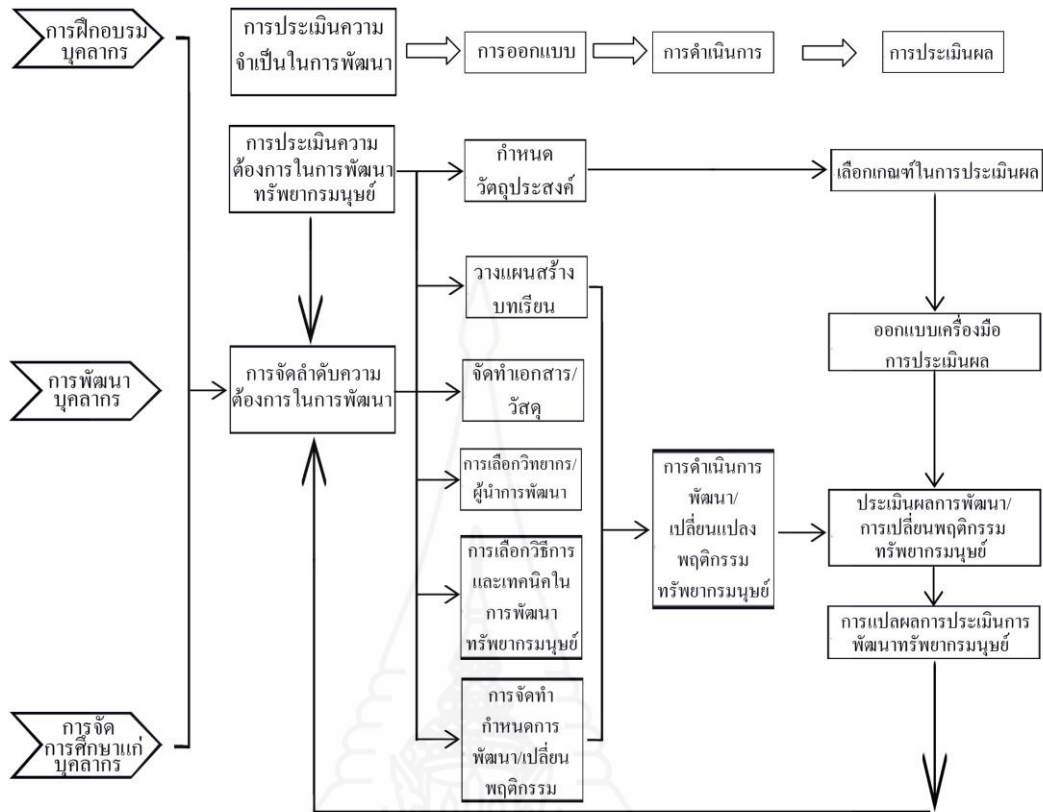 การฝึกอบรม
บุคลากร
การประเมินความ
จำเป็นในการพัฒนา
การออกแบบ
การดำเนินการ
การประเมินผล
การประเมินความ
ต้องการในการพัฒนา
ทรัพยากรมนุษย์
กำหนด
วัตถุประสงค์
เลือกเกณฑ์ในการประเมินผล
วางแผนสร้าง
บทเรียน
ออกแบบเครื่องมือ
การประเมินผล
การพัฒนา
บุคลากร
การจัดลำดับความ
ต้องการในการพัฒนา
จัดทำเอกสาร/
วัสดุ
การเลือกวิทยากร/
ผู้นำการพัฒนา
การดำเนินการ
พัฒนา/
เปลี่ยนแปลง
พฤติกรรม
ทรัพยากรมนุษย์
ประเมินผลการพัฒนา/
การเปลี่ยนพฤติกรรม
ทรัพยากรมนุษย์
การเลือกวิธีการ
และเทคนิคใน
การพัฒนา
ทรัพยากรมนุษย์
การแปลผลการประเมินการ
พัฒนาทรัพยากรมนุษย์
การจัด
การศึกษาแก่
บุคลากร
การจัดทำ
กำหนดการ
พัฒนา/เปลี่ยน
พฤติกรรม